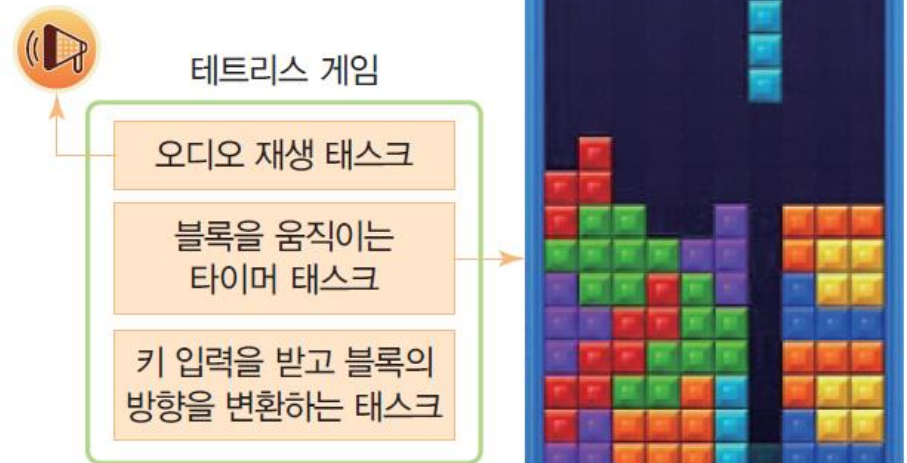 테트리스 게임
오디오 재생 태스크
블록을 움직이는
타이머 태스크
키 입력을 받고 블록의
방향을 변환하는 태스크